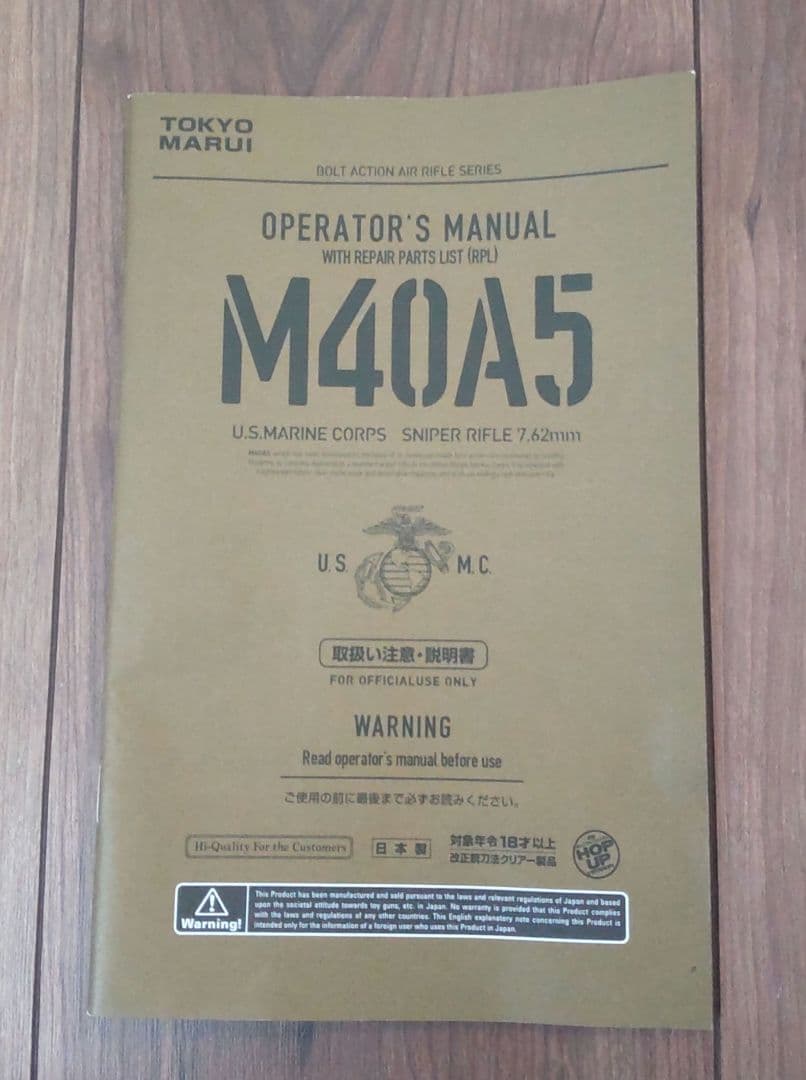 TOKYO
MARUI
BOLT ACTION AIR RIFLE SERIES
OPERATOR'S MANUAL
WITH REPAIR PARTS LIST (RPL)
M40A5
U.S.MARINE CORPS SNIPER RIFLE 7.62mm
U.S. M.C.
取扱い注意・説明書
FOR OFFICIALUSE ONLY
WARNING
Read operator's manual before use
ご使用の前に最後まで必ずお読みください。
Hi-Quality For the Customers
日本製
対象年令18才以上
改正銃刀法クリアー製品
HOP
UP
Warning!
This Product has been manufactured and sold pursuant to the laws and relevant regulations of Japan and based
upon the societal attitude towards toy guns, etc. in Japan. No warranty is provided that this Product complies
with the laws and regulations of any other countries. This English explanatory note concerning this Product is
intended only for the information of a foreign user who uses this Product in Japan.